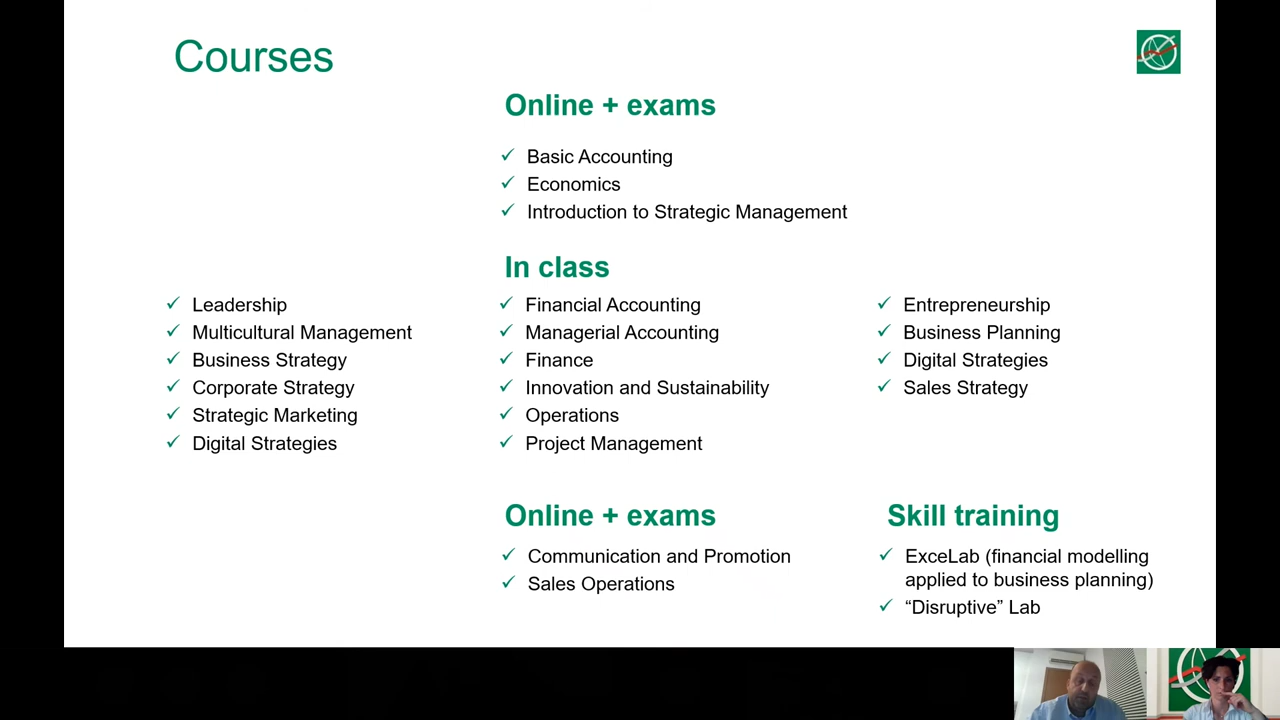 Courses
Online + exams
Basic Accounting
Economics
Introduction to Strategic Management
In class
Leadership
Multicultural Management
Business Strategy
Corporate Strategy
Strategic Marketing
Digital Strategies
Financial Accounting
Managerial Accounting
Finance
Innovation and Sustainability
Operations
Project Management
Entrepreneurship
Business Planning
Digital Strategies
Sales Strategy
Online + exams
Communication and Promotion
Sales Operations
Skill training
ExceLab (financial modelling
applied to business planning)
“Disruptive” Lab